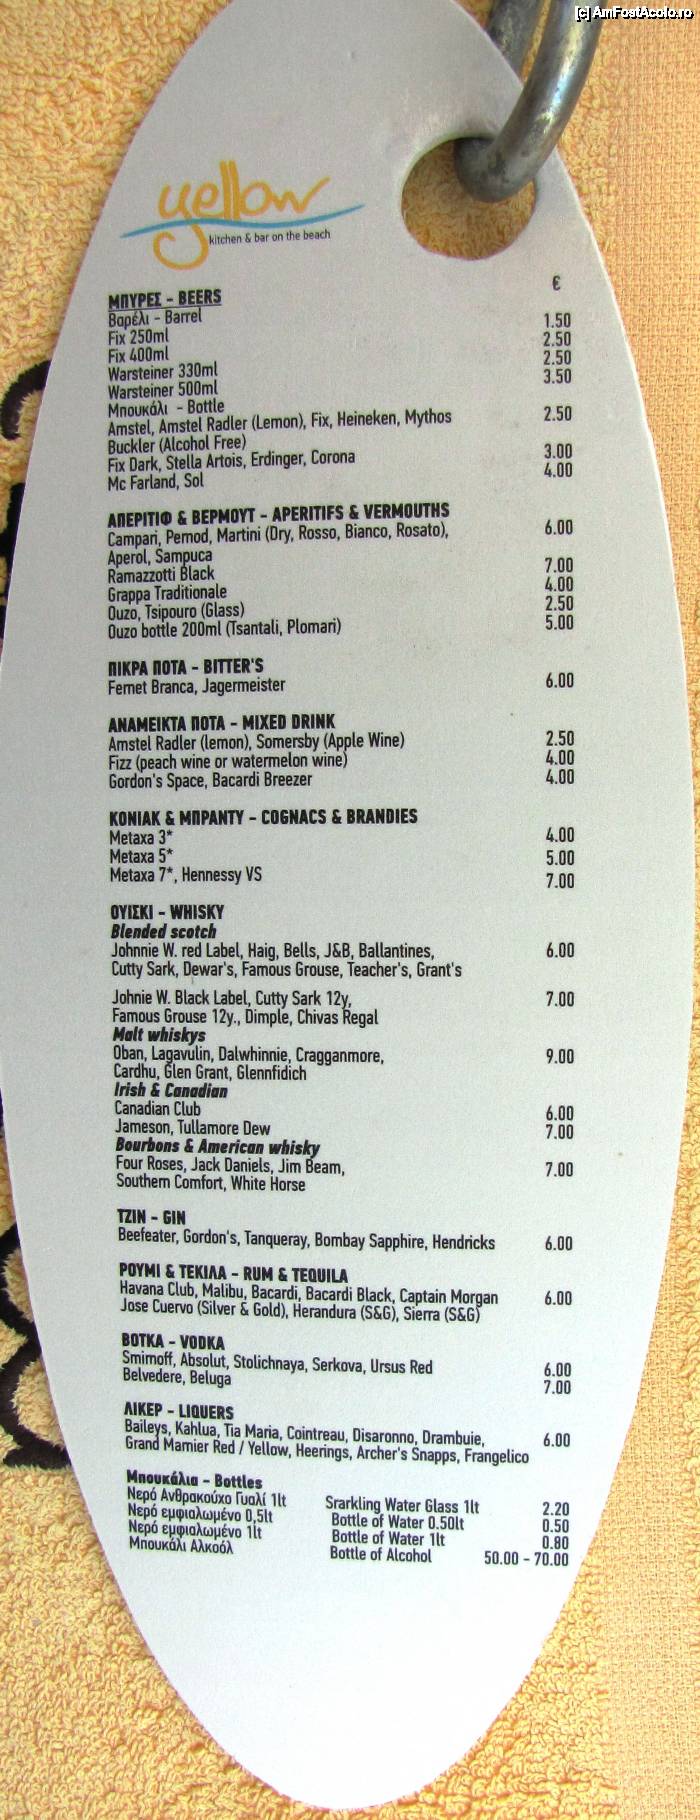 [c] AmFostAcolo.ro
yellow
kitchen & bar on the beach
€
ΜΠΥΡΕΣ - BEERS
Βαρέλι - Barrel
Fix 250ml 1.50
Fix 400ml 2.50
Warsteiner 330ml 2.50
Warsteiner 500ml 3.50
Μπουκάλι - Bottle
Amstel, Amstel Radler (Lemon), Fix, Heineken, Mythos 2.50
Buckler (Alcohol Free)
Fix Dark, Stella Artois, Erdinger, Corona 3.00
Mc Farland, Sol 4.00
ΑΠΕΡΙΤΙΦ & ΒΕΡΜΟΥΤ - APERITIFS & VERMOUTHS
Campari, Pernod, Martini (Dry, Rosso, Bianco, Rosato), 6.00
Aperol, Sampuca
Ramazzotti Black 7.00
Grappa Traditionale 4.00
Ouzo, Tsipouro (Glass) 2.50
Ouzo bottle 200ml (Tsantali, Plomari) 5.00
ΠΙΚΡΑ ΠΟΤΑ - BITTER'S
Fernet Branca, Jagermeister 6.00
ΑΝΑΜΕΙΚΤΑ ΠΟΤΑ - MIXED DRINK
Amstel Radler (lemon), Somersby (Apple Wine) 2.50
Fizz (peach wine or watermelon wine) 4.00
Gordon's Space, Bacardi Breezer 4.00
ΚΟΝΙΑΚ & ΜΠΡΑΝΤΥ - COGNACS & BRANDIES
Metaxa 3* 4.00
Metaxa 5* 5.00
Metaxa 7*, Hennessy VS 7.00
ΟΥΙΣΚΙ - WHISKY
Blended scotch
Johnnie W. red Label, Haig, Bells, J&B, Ballantines, 6.00
Cutty Sark, Dewar's, Famous Grouse, Teacher's, Grant's
Johnie W. Black Label, Cutty Sark 12y, 7.00
Famous Grouse 12y., Dimple, Chivas Regal
Malt whiskys
Oban, Lagavulin, Dalwhinnie, Cragganmore, 9.00
Cardhu, Glen Grant, Glennfidich
Irish & Canadian
Canadian Club 6.00
Jameson, Tullamore Dew 7.00
Bourbons & American whisky
Four Roses, Jack Daniels, Jim Beam, 7.00
Southern Comfort, White Horse
ΤΖΙΝ - GIN
Beefeater, Gordon's, Tanqueray, Bombay Sapphire, Hendricks 6.00
ΡΟΥΜΙ & ΤΕΚΙΛΑ - RUM & TEQUILA
Havana Club, Malibu, Bacardi, Bacardi Black, Captain Morgan 6.00
Jose Cuervo (Silver & Gold), Herandura (S&G), Sierra (S&G)
ΒΟΤΚΑ - VODKA
Smirnoff, Absolut, Stolichnaya, Serkova, Ursus Red 6.00
Belvedere, Beluga 7.00
ΛΙΚΕΡ - LIQUERS
Baileys, Kahlua, Tia Maria, Cointreau, Disaronno, Drambuie, 6.00
Grand Marnier Red / Yellow, Heerings, Archer's Snapps, Frangelico
Μπουκάλια - Bottles
Νερό Ανθρακούχο Γυαλί 1lt Srarkling Water Glass 1lt 2.20
Νερό εμφιαλωμένο 0,5lt Bottle of Water 0.50lt 0.50
Νερό εμφιαλωμένο 1lt Bottle of Water 1lt 0.80
Μπουκάλι Αλκοόλ Bottle of Alcohol 50.00 - 70.00